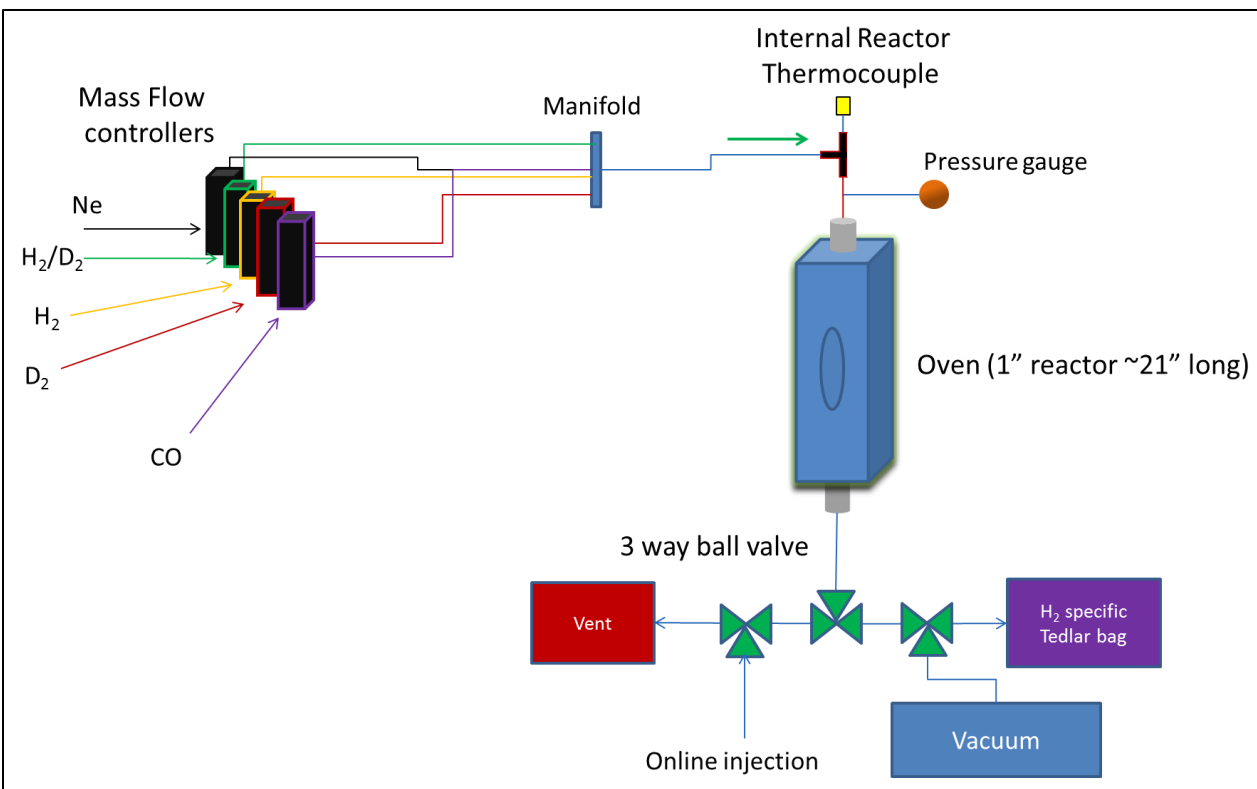 Internal Reactor
Thermocouple
Mass Flow
controllers
Manifold
Pressure gauge
Ne
H₂/D₂
H₂
D₂
CO
Oven (1” reactor ~21” long)
3 way ball valve
Vent
H₂ specific
Tedlar bag
Vacuum
Online injection